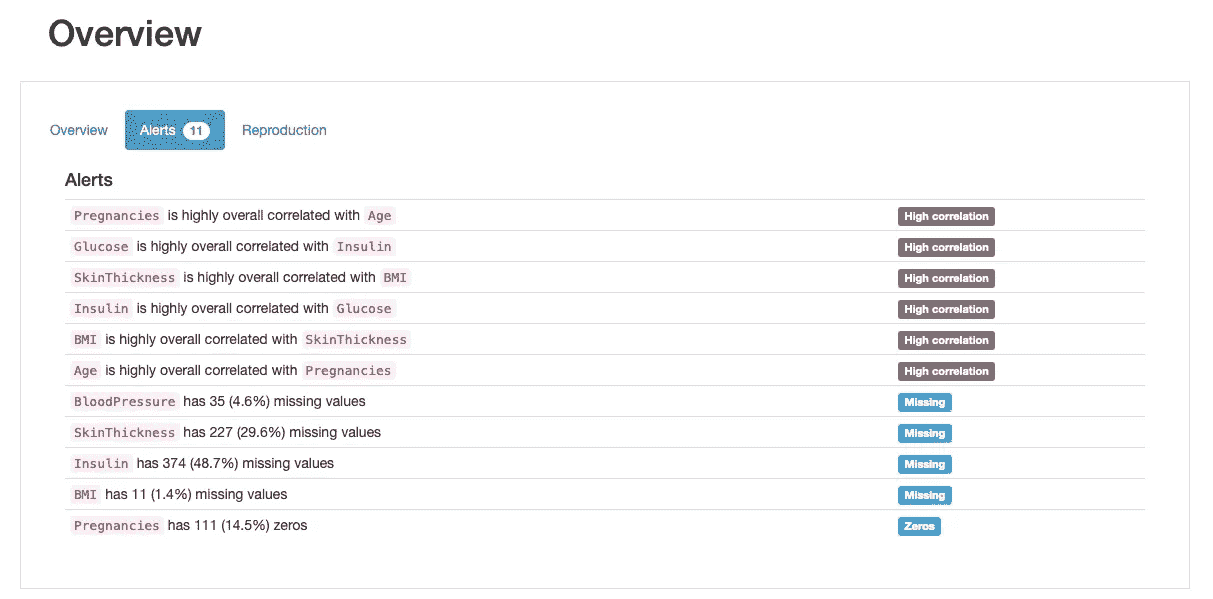 Overview
Overview Alerts 11 Reproduction
Alerts
Pregnancies is highly overall correlated with Age High correlation
Glucose is highly overall correlated with Insulin High correlation
SkinThickness is highly overall correlated with BMI High correlation
Insulin is highly overall correlated with Glucose High correlation
BMI is highly overall correlated with SkinThickness High correlation
Age is highly overall correlated with Pregnancies High correlation
BloodPressure has 35 (4.6%) missing values Missing
SkinThickness has 227 (29.6%) missing values Missing
Insulin has 374 (48.7%) missing values Missing
BMI has 11 (1.4%) missing values Missing
Pregnancies has 111 (14.5%) zeros Zeros